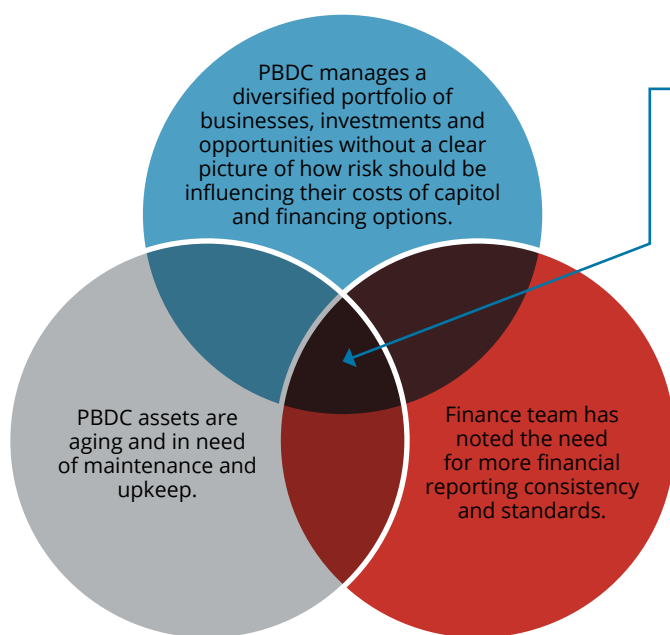 PBDC manages a
diversified portfolio of
businesses, investments and
opportunities without a clear
picture of how risk should be
influencing their costs of capitol
and financing options.
PBDC assets are
aging and in need
of maintenance and
upkeep.
Finance team has
noted the need
for more financial
reporting consistency
and standards.